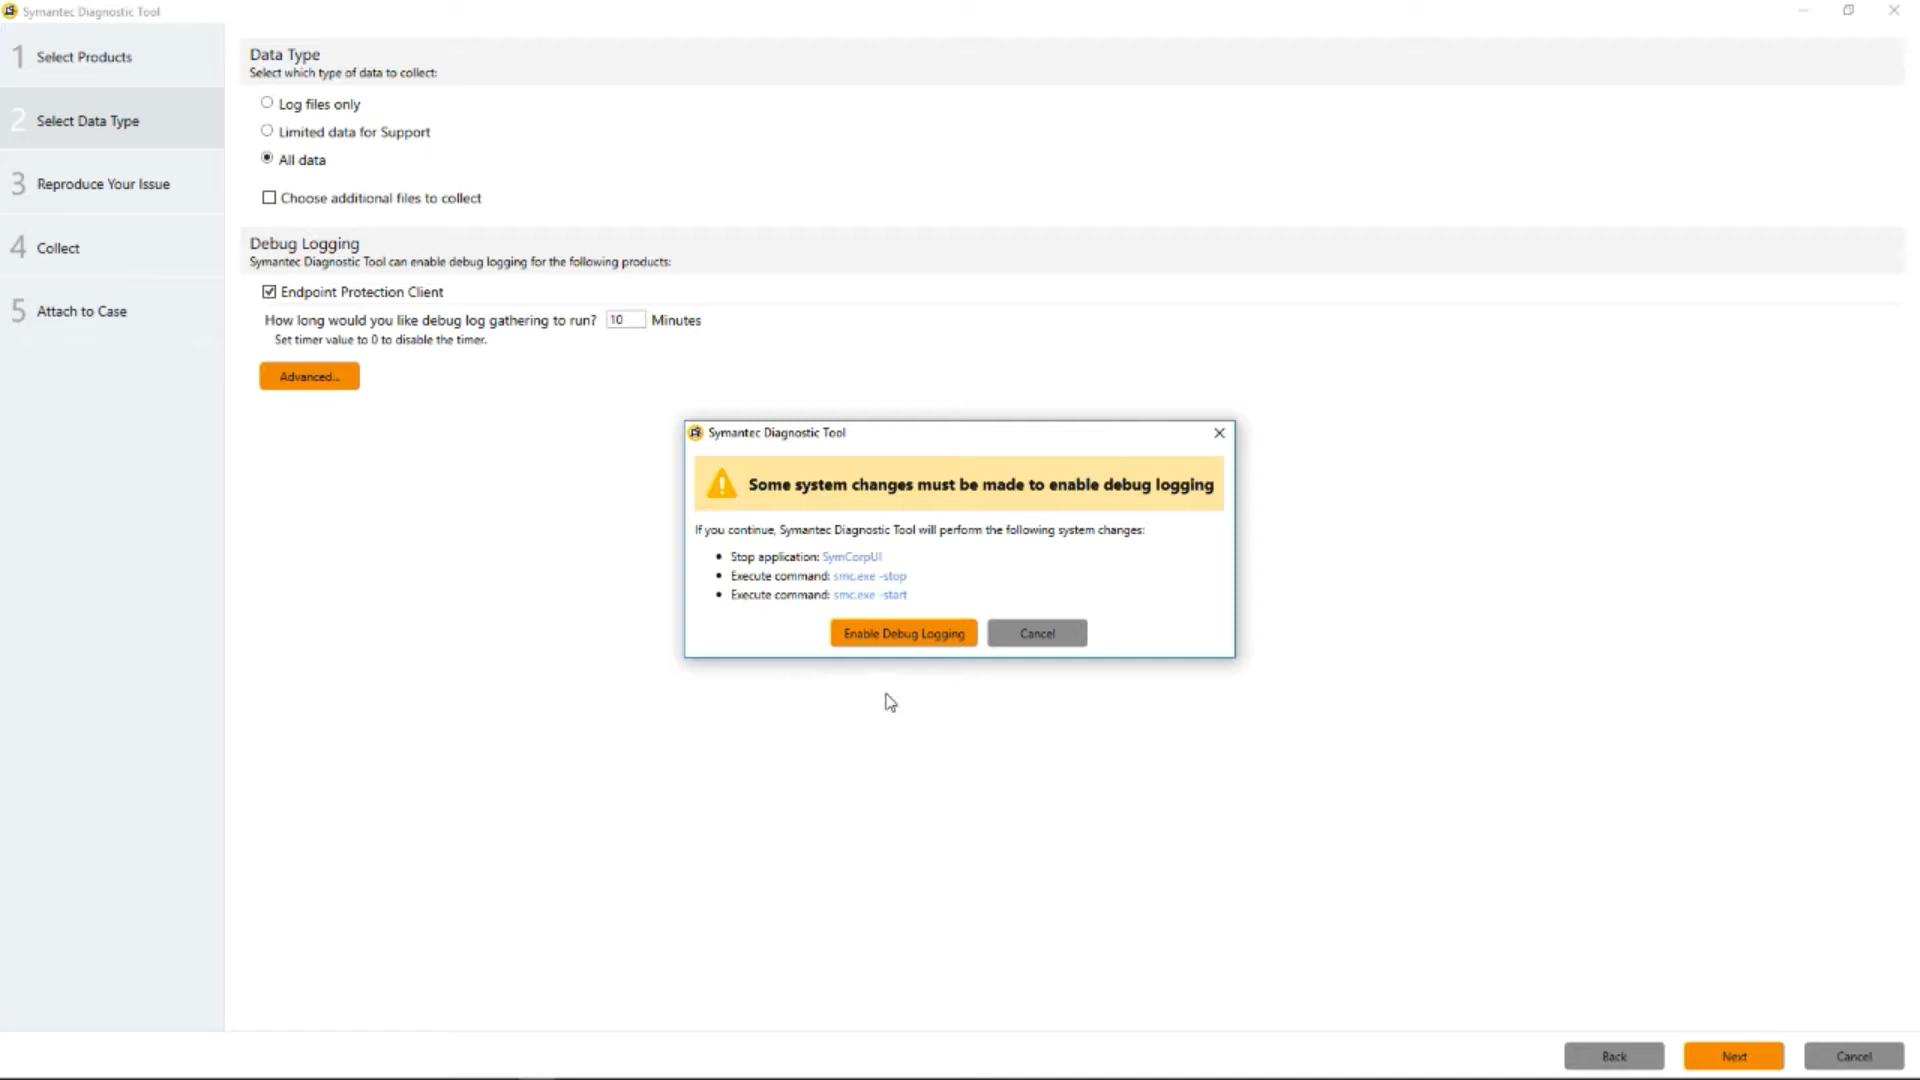 Symantec Diagnostic Tool
1 Select Products
2 Select Data Type
3 Reproduce Your Issue
4 Collect
5 Attach to Case
Data Type
Select which type of data to collect:
Log files only
Limited data for Support
All data
Choose additional files to collect
Debug Logging
Symantec Diagnostic Tool can enable debug logging for the following products:
Endpoint Protection Client
How long would you like debug log gathering to run? 10 Minutes
Set timer value to 0 to disable the timer.
Advanced...
Symantec Diagnostic Tool
Some system changes must be made to enable debug logging
If you continue, Symantec Diagnostic Tool will perform the following system changes:
• Stop application: SymCorpUI
• Execute command: smc.exe -stop
• Execute command: smc.exe -start
Enable Debug Logging Cancel
Back Next Cancel